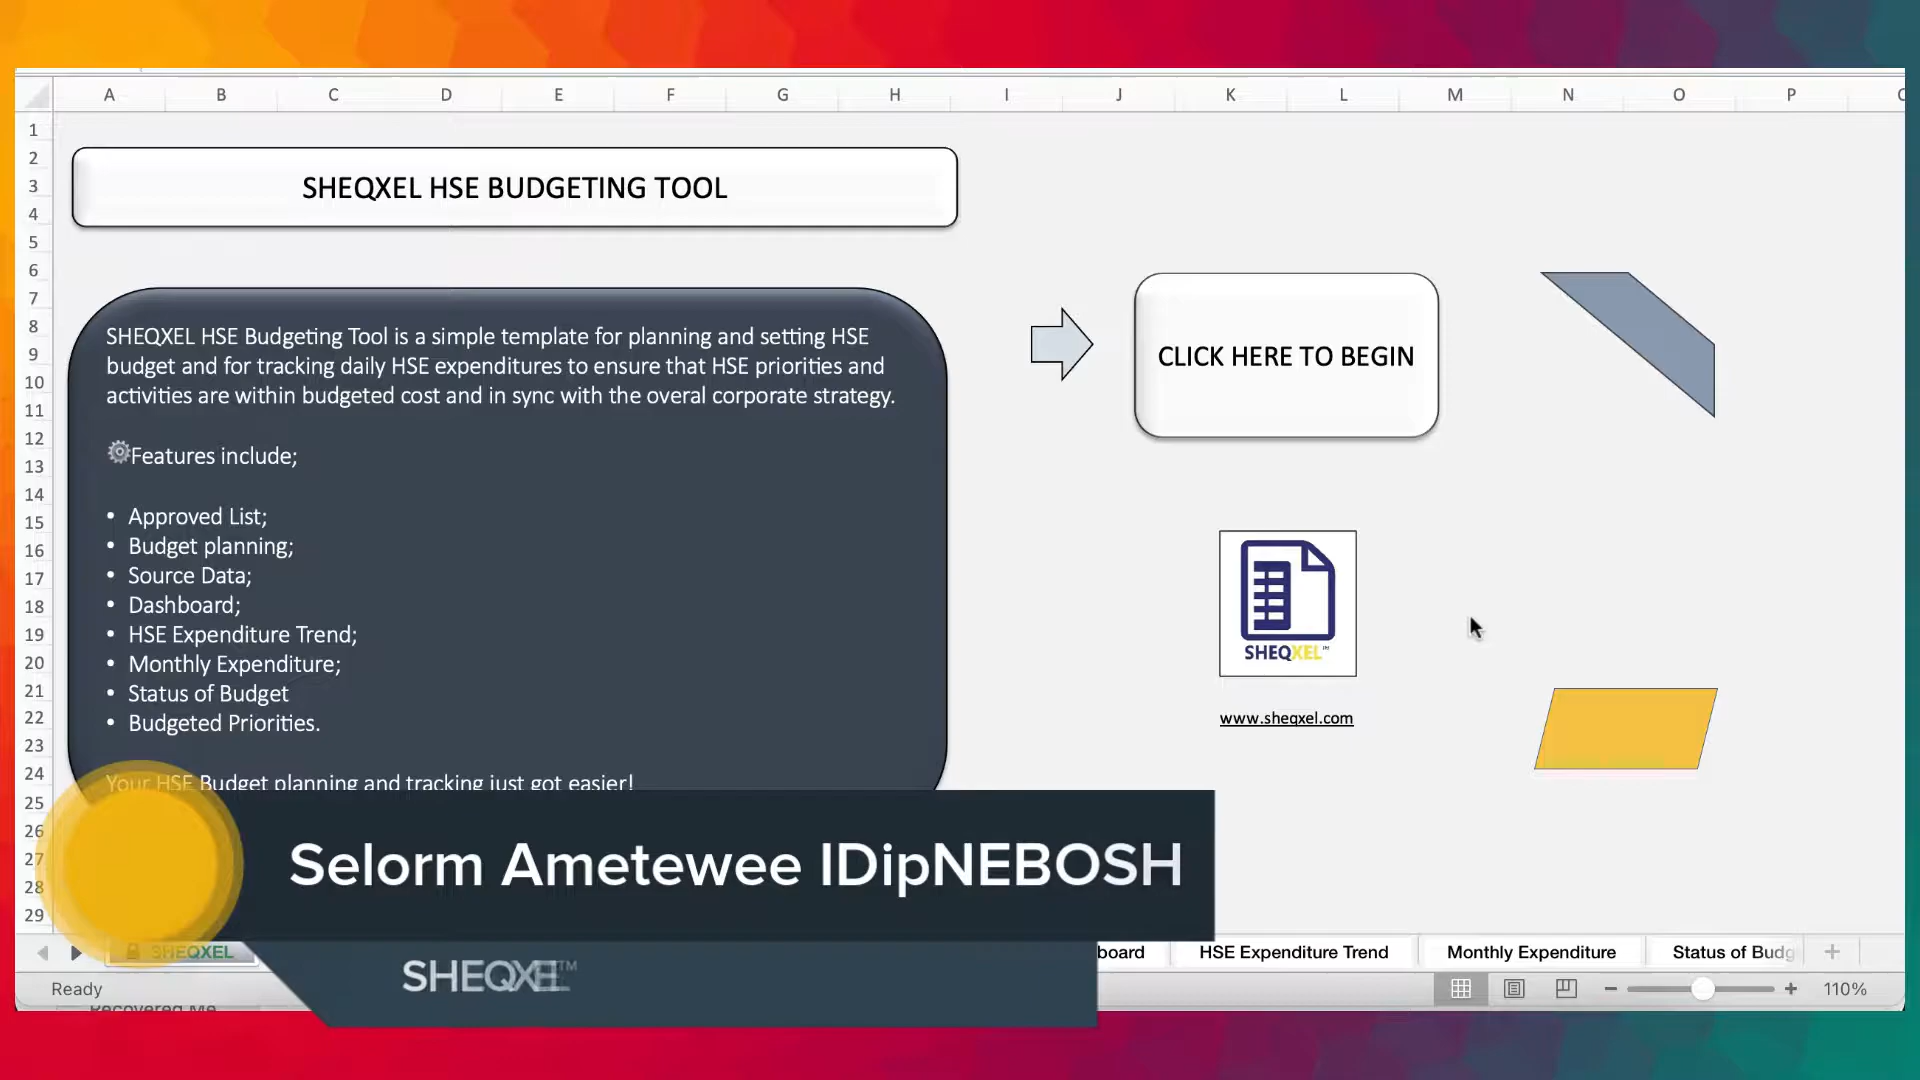 A B C D E F G H I J K L M N O P
1
2
3
4
5
6
7
8
9
10
11
12
13
14
15
16
17
18
19
20
21
22
23
24
25
26
27
28
29
SHEQXEL HSE BUDGETING TOOL
SHEQXEL HSE Budgeting Tool is a simple template for planning and setting HSE
budget and for tracking daily HSE expenditures to ensure that HSE priorities and
activities are within budgeted cost and in sync with the overal corporate strategy.
Features include;
• Approved List;
• Budget planning;
• Source Data;
• Dashboard;
• HSE Expenditure Trend;
• Monthly Expenditure;
• Status of Budget
• Budgeted Priorities.
Your HSE Budget planning and tracking just got easier!
CLICK HERE TO BEGIN
SHEQXEL™
www.sheqxel.com
Selorm Ametewee IDipNEBOSH
SHEQXEL™
SHEQXEL board HSE Expenditure Trend Monthly Expenditure Status of Budg
Ready 110%
Recovered Me